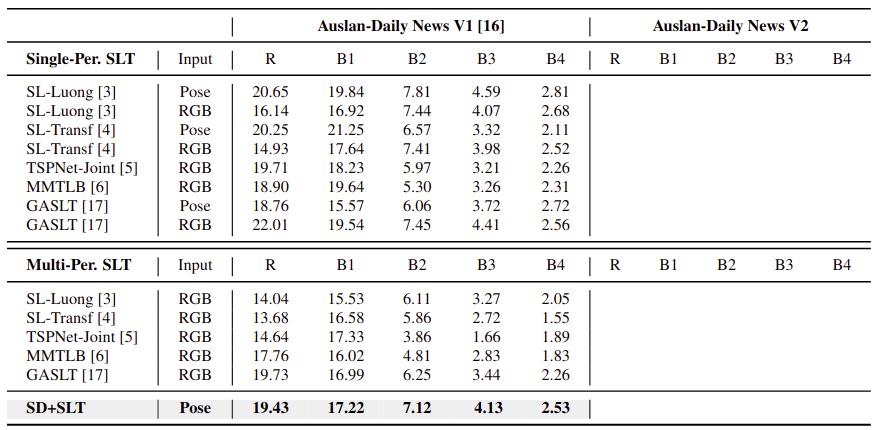 Auslan-Daily News V1 [16] Auslan-Daily News V2
Single-Per. SLT Input R B1 B2 B3 B4 R B1 B2 B3 B4
SL-Luong [3] Pose 20.65 19.84 7.81 4.59 2.81
SL-Luong [3] RGB 16.14 16.92 7.44 4.07 2.68
SL-Transf [4] Pose 20.25 21.25 6.57 3.32 2.11
SL-Transf [4] RGB 14.93 17.64 7.41 3.98 2.52
TSPNet-Joint [5] RGB 19.71 18.23 5.97 3.21 2.26
MMTLB [6] RGB 18.90 19.64 5.30 3.26 2.31
GASLT [17] Pose 18.76 15.57 6.06 3.72 2.72
GASLT [17] RGB 22.01 19.54 7.45 4.41 2.56
Multi-Per. SLT Input R B1 B2 B3 B4 R B1 B2 B3 B4
SL-Luong [3] RGB 14.04 15.53 6.11 3.27 2.05
SL-Transf [4] RGB 13.68 16.58 5.86 2.72 1.55
TSPNet-Joint [5] RGB 14.64 17.33 3.86 1.66 1.89
MMTLB [6] RGB 17.76 16.02 4.81 2.83 1.83
GASLT [17] RGB 19.73 16.99 6.25 3.44 2.26
SD+SLT Pose 19.43 17.22 7.12 4.13 2.53